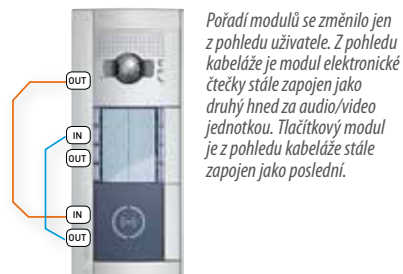 Pořadí modulů se změnilo jen
z pohledu uživatele. Z pohledu
kabeláže je modul elektronické
čtečky stále zapojen jako
druhý hned za audio/video
jednotkou. Tlačítkový modul
je z pohledu kabeláže stále
zapojen jako poslední.
OUT
IN
OUT
IN
OUT